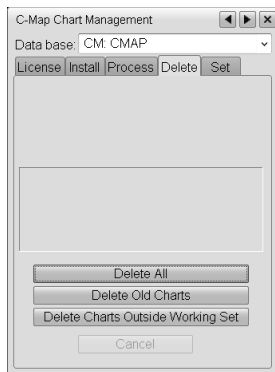 C-Map Chart Management
Data base: CM: CMAP
License Install Process Delete Set
Delete All
Delete Old Charts
Delete Charts Outside Working Set
Cancel